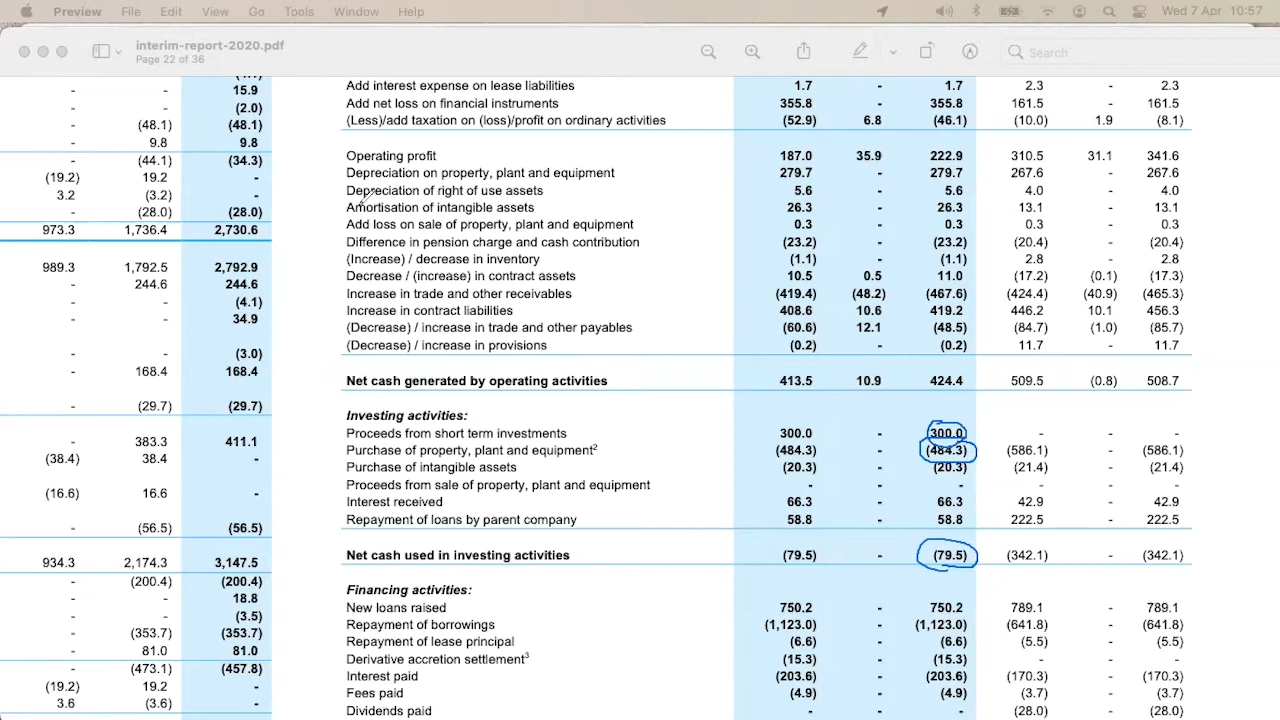 Preview File Edit View Go Tools Window Help Wed 7 Apr 10:57
interim-report-2020.pdf
Page 22 of 36
Search
- - 15.9
- - (2.0)
- (48.1) (48.1)
- 9.8 9.8
- (44.1) (34.3)
(19.2) 19.2 -
3.2 (3.2) -
- (28.0) (28.0)
973.3 1,736.4 2,730.6
989.3 1,792.5 2,792.9
- 244.6 244.6
- - (4.1)
- - 34.9
- - (3.0)
- 168.4 168.4
- (29.7) (29.7)
- 383.3 411.1
(38.4) 38.4 -
(16.6) 16.6 -
- (56.5) (56.5)
934.3 2,174.3 3,147.5
- (200.4) (200.4)
- - 18.8
- - (3.5)
- (353.7) (353.7)
- 81.0 81.0
- (473.1) (457.8)
(19.2) 19.2 -
3.6 (3.6) -
Add interest expense on lease liabilities 1.7 - 1.7 2.3 - 2.3
Add net loss on financial instruments 355.8 - 355.8 161.5 - 161.5
(Less)/add taxation on (loss)/profit on ordinary activities (52.9) 6.8 (46.1) (10.0) 1.9 (8.1)
Operating profit 187.0 35.9 222.9 310.5 31.1 341.6
Depreciation on property, plant and equipment 279.7 - 279.7 267.6 - 267.6
Depreciation of right of use assets 5.6 - 5.6 4.0 - 4.0
Amortisation of intangible assets 26.3 - 26.3 13.1 - 13.1
Add loss on sale of property, plant and equipment 0.3 - 0.3 0.3 - 0.3
Difference in pension charge and cash contribution (23.2) - (23.2) (20.4) - (20.4)
(Increase) / decrease in inventory (1.1) - (1.1) 2.8 - 2.8
Decrease / (increase) in contract assets 10.5 0.5 11.0 (17.2) (0.1) (17.3)
Increase in trade and other receivables (419.4) (48.2) (467.6) (424.4) (40.9) (465.3)
Increase in contract liabilities 408.6 10.6 419.2 446.2 10.1 456.3
(Decrease) / increase in trade and other payables (60.6) 12.1 (48.5) (84.7) (1.0) (85.7)
(Decrease) / increase in provisions (0.2) - (0.2) 11.7 - 11.7
Net cash generated by operating activities 413.5 10.9 424.4 509.5 (0.8) 508.7
Investing activities:
Proceeds from short term investments 300.0 - 300.0 - - -
Purchase of property, plant and equipment² (484.3) - (484.3) (586.1) - (586.1)
Purchase of intangible assets (20.3) - (20.3) (21.4) - (21.4)
Proceeds from sale of property, plant and equipment - - - - - -
Interest received 66.3 - 66.3 42.9 - 42.9
Repayment of loans by parent company 58.8 - 58.8 222.5 - 222.5
Net cash used in investing activities (79.5) - (79.5) (342.1) - (342.1)
Financing activities:
New loans raised 750.2 - 750.2 789.1 - 789.1
Repayment of borrowings (1,123.0) - (1,123.0) (641.8) - (641.8)
Repayment of lease principal (6.6) - (6.6) (5.5) - (5.5)
Derivative accretion settlement³ (15.3) - (15.3) - - -
Interest paid (203.6) - (203.6) (170.3) - (170.3)
Fees paid (4.9) - (4.9) (3.7) - (3.7)
Dividends paid - - - (28.0) - (28.0)